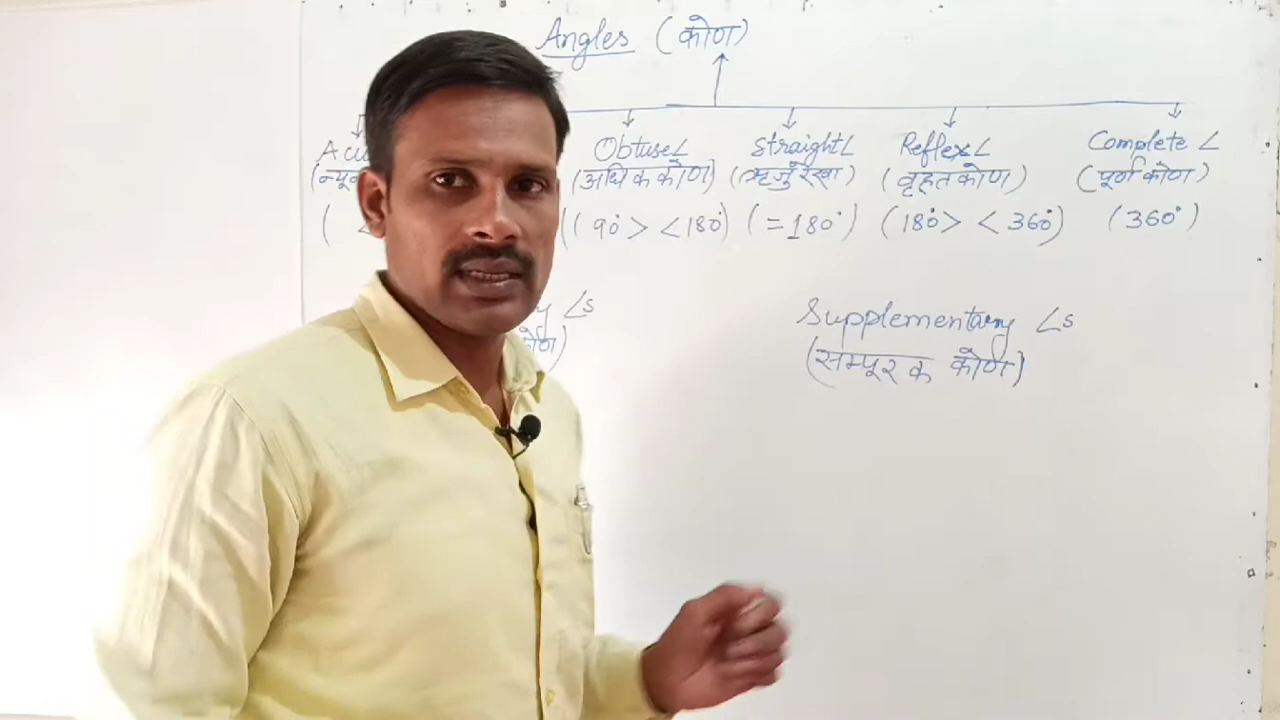 Angles (कोण)
Obtuse∠ Straight∠ Reflex∠ Complete ∠
(अधिक कोण) (ऋजु रेखा) (वृहत कोण) (पूर्ण कोण)
( < (90° > <180°) (=180°) (180°> <360°) (360°)
∠s Supplementary ∠s
(सम्पूरक कोण)